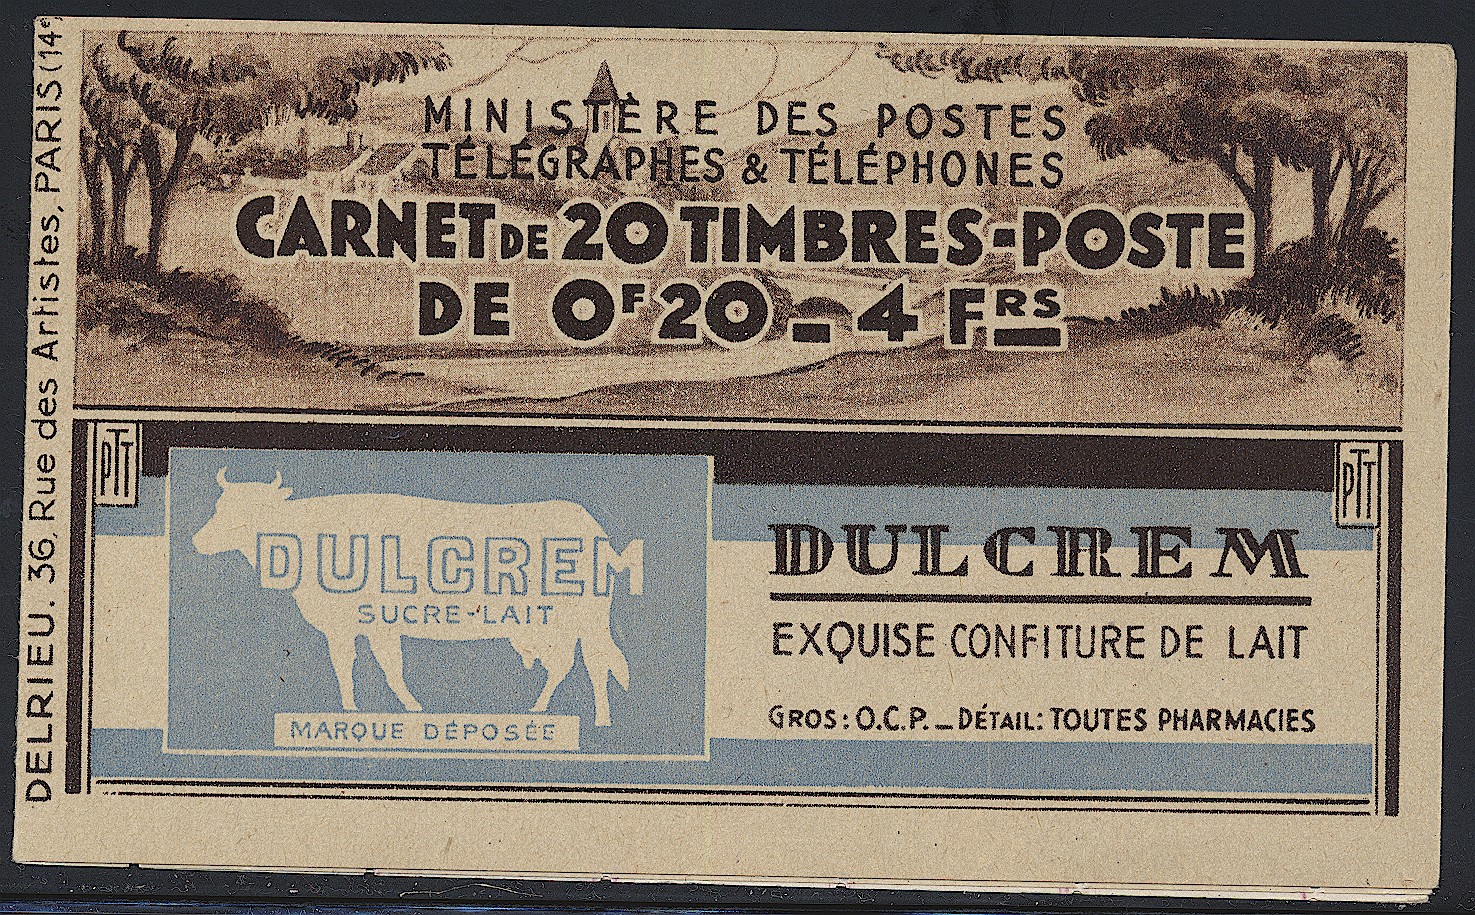 MINISTÈRE DES POSTES
TÉLÉGRAPHES & TÉLÉPHONES
CARNET DE 20 TIMBRES-POSTE
DE 0F20 - 4 FRS
DELRIEU. 36, Rue des Artistes, PARIS (14e
PTT
PTT
DULCREM
SUCRE-LAIT
MARQUE DÉPOSÉE
DULCREM
EXQUISE CONFITURE DE LAIT
GROS: O.C.P. - DÉTAIL: TOUTES PHARMACIES